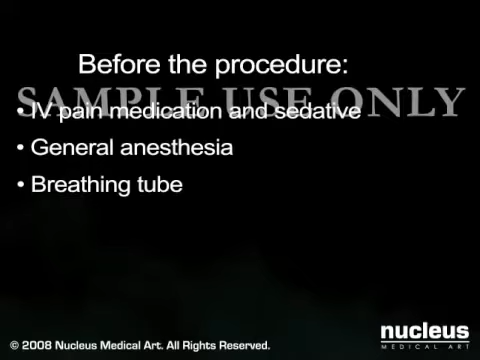 Before the procedure:
SAMPLE USE ONLY
• IV pain medication and sedative
• General anesthesia
• Breathing tube
nucleus
MEDICAL ART
© 2008 Nucleus Medical Art. All Rights Reserved.